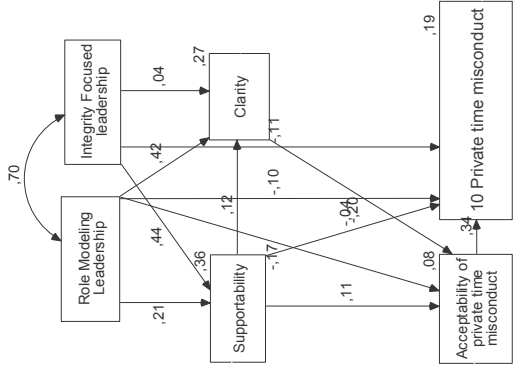 ,70
Role Modeling
Leadership
Integrity Focused
leadership
,21
,44
,42
,04
,36
Supportability
,27
Clarity
,12
-,17
-,10
-,11
-,04
-,20
,11
,08
Acceptability of
private time
misconduct
,34
,19
10 Private time misconduct